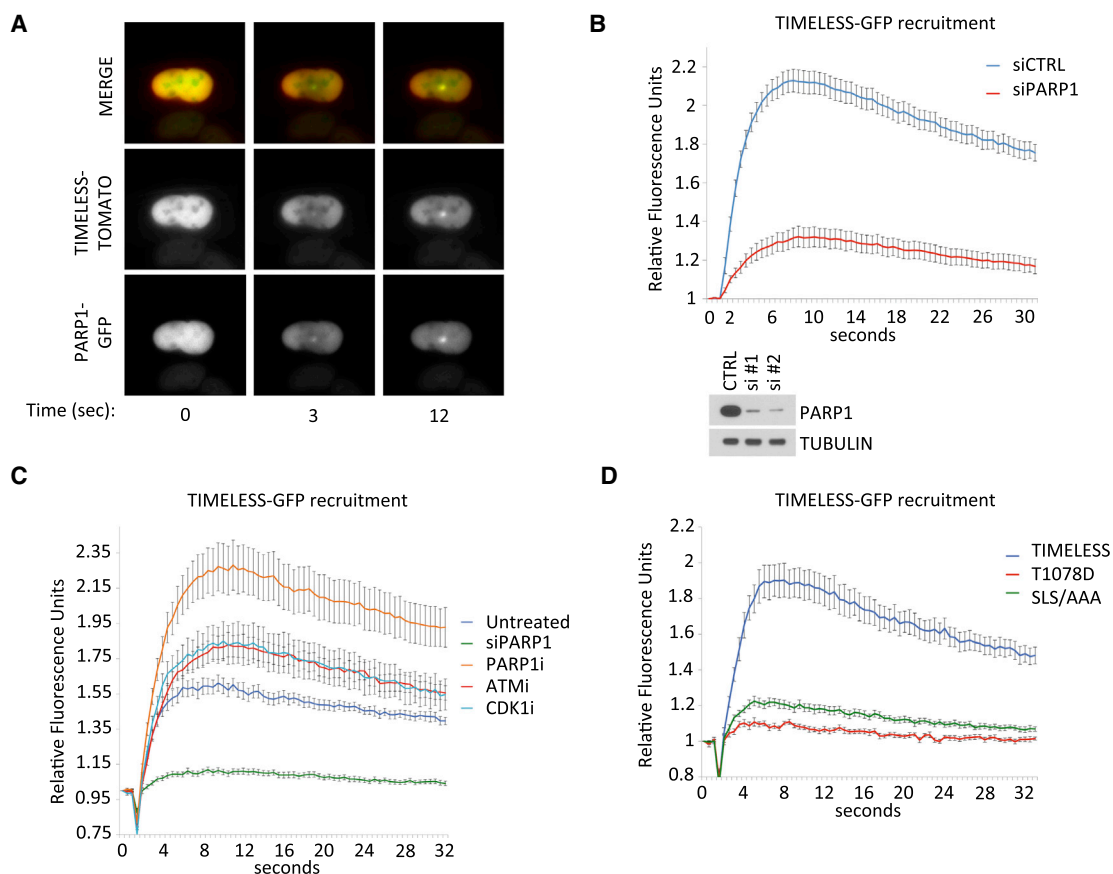 A
MERGE
TIMELESS-
TOMATO
PARP1-
GFP
Time (sec):
0
3
12
B
TIMELESS-GFP recruitment
Relative Fluorescence Units
2.2
2
1.8
1.6
1.4
1.2
1
0 2 6 10 14 18 22 26 30
seconds
siCTRL
siPARP1
CTRL
si #1
si #2
PARP1
TUBULIN
C
TIMELESS-GFP recruitment
Relative Fluorescence Units
2.35
2.15
1.95
1.75
1.55
1.35
1.15
0.95
0.75
0 4 8 12 16 20 24 28 32
seconds
Untreated
siPARP1
PARP1i
ATMi
CDK1i
D
TIMELESS-GFP recruitment
Relative Fluorescence Units
2.2
2
1.8
1.6
1.4
1.2
1
0.8
0 4 8 12 16 20 24 28 32
seconds
TIMELESS
T1078D
SLS/AAA